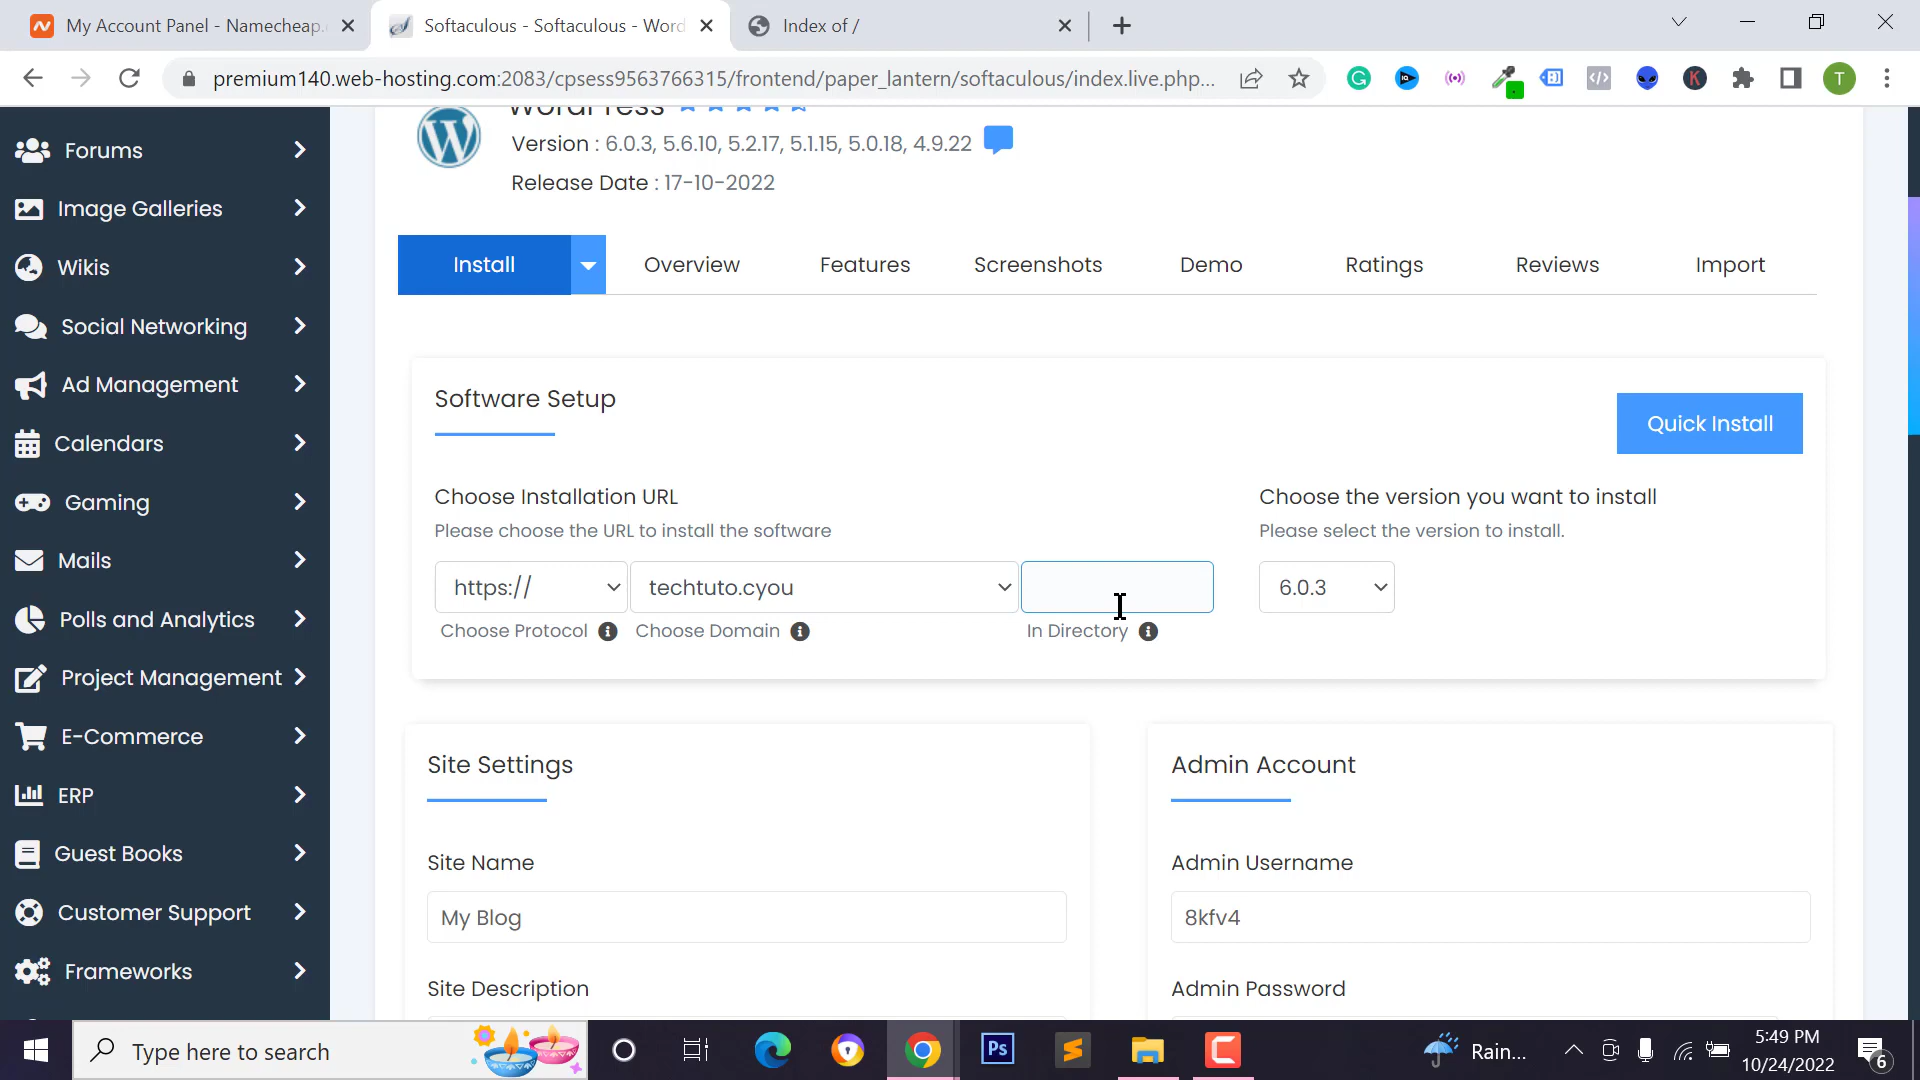 My Account Panel - Namecheap.
Softaculous - Softaculous - Word
Index of /
premium140.web-hosting.com:2083/cpsess9563766315/frontend/paper_lantern/softaculous/index.live.php...
T
WordPress
Version : 6.0.3, 5.6.10, 5.2.17, 5.1.15, 5.0.18, 4.9.22
Release Date : 17-10-2022
Forums
Image Galleries
Wikis
Social Networking
Ad Management
Calendars
Gaming
Mails
Polls and Analytics
Project Management
E-Commerce
ERP
Guest Books
Customer Support
Frameworks
Install
Overview
Features
Screenshots
Demo
Ratings
Reviews
Import
Software Setup
Quick Install
Choose Installation URL
Please choose the URL to install the software
https://
techtuto.cyou
Choose Protocol
Choose Domain
In Directory
Choose the version you want to install
Please select the version to install.
6.0.3
Site Settings
Site Name
My Blog
Site Description
Admin Account
Admin Username
8kfv4
Admin Password
Type here to search
Ps
Rain...
5:49 PM
10/24/2022
6